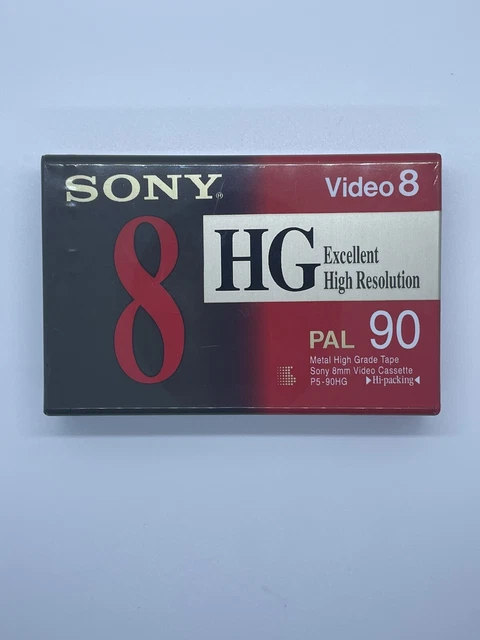 SONY®
Video 8
8
HG
Excellent
High Resolution
PAL 90
Metal High Grade Tape
Sony 8mm Video Cassette
P5-90HG ▶Hi-packing◀